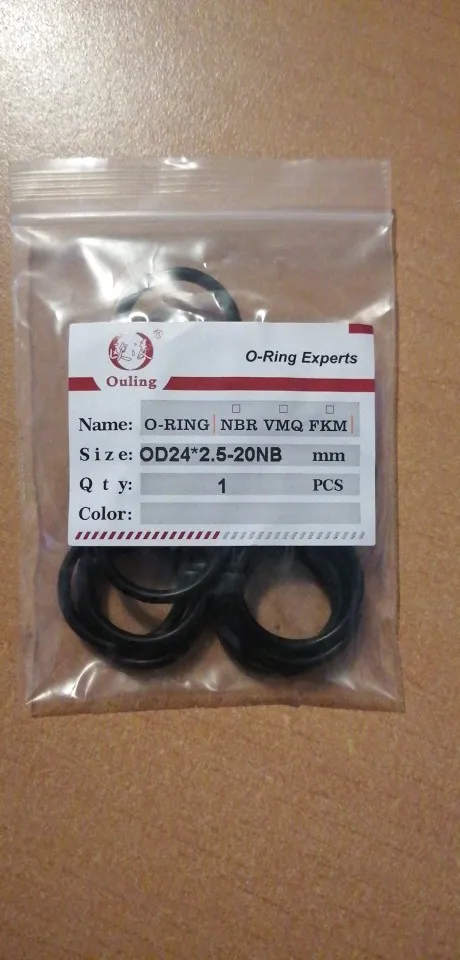 ®
Ouling
O-Ring Experts
Name: O-RING NBR VMQ FKM
Size: OD24*2.5-20NB mm
Qty: 1 PCS
Color: